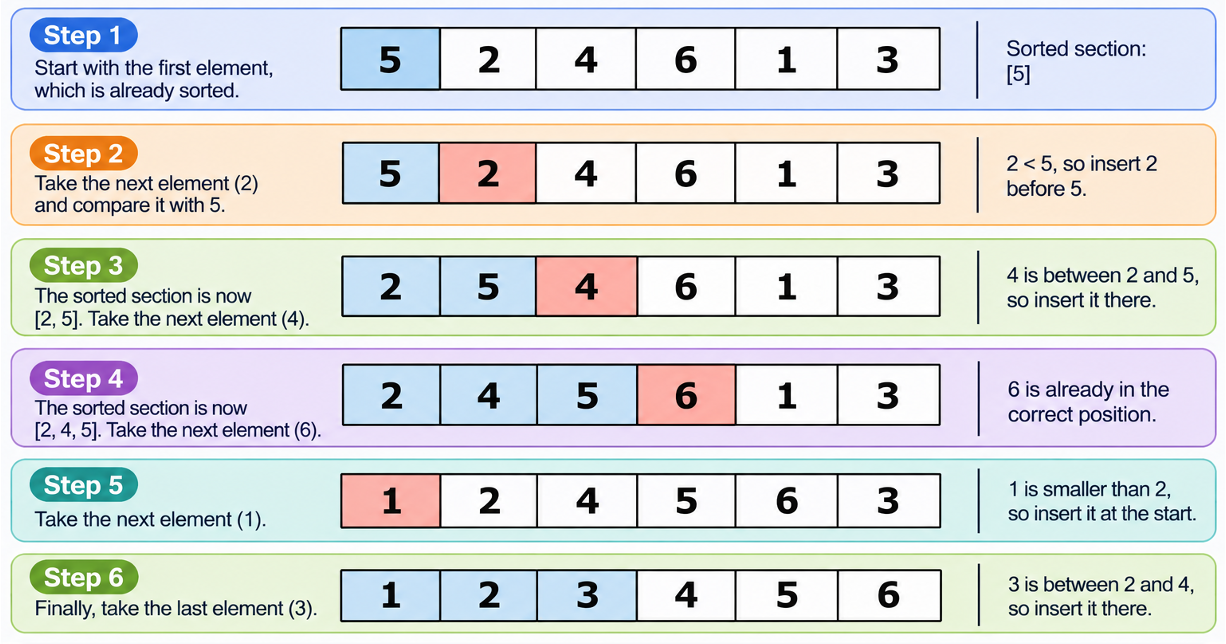 Step 1
Start with the first element,
which is already sorted.
5 2 4 6 1 3
Sorted section:
[5]
Step 2
Take the next element (2)
and compare it with 5.
5 2 4 6 1 3
2 < 5, so insert 2
before 5.
Step 3
The sorted section is now
[2, 5]. Take the next element (4).
2 5 4 6 1 3
4 is between 2 and 5,
so insert it there.
Step 4
The sorted section is now
[2, 4, 5]. Take the next element (6).
2 4 5 6 1 3
6 is already in the
correct position.
Step 5
Take the next element (1).
1 2 4 5 6 3
1 is smaller than 2,
so insert it at the start.
Step 6
Finally, take the last element (3).
1 2 3 4 5 6
3 is between 2 and 4,
so insert it there.